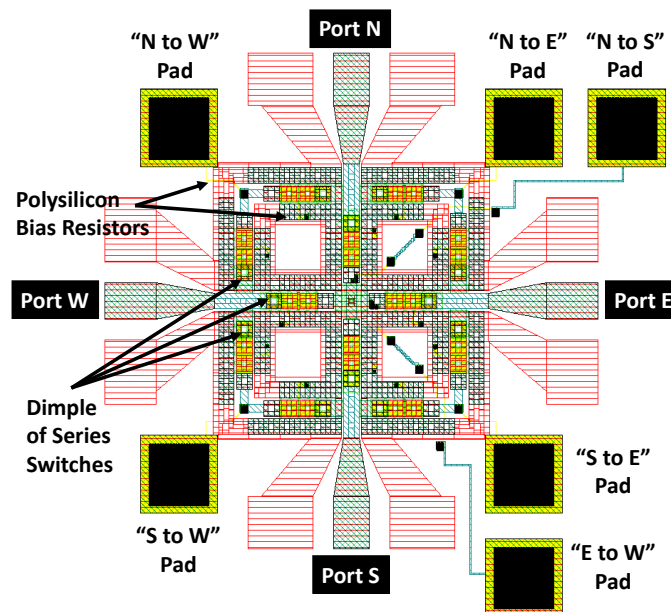 Port N
“N to W”
Pad
“N to E”
Pad
“N to S”
Pad
Polysilicon
Bias Resistors
Port W
Port E
Dimple
of Series
Switches
“S to W”
Pad
Port S
“S to E”
Pad
“E to W”
Pad